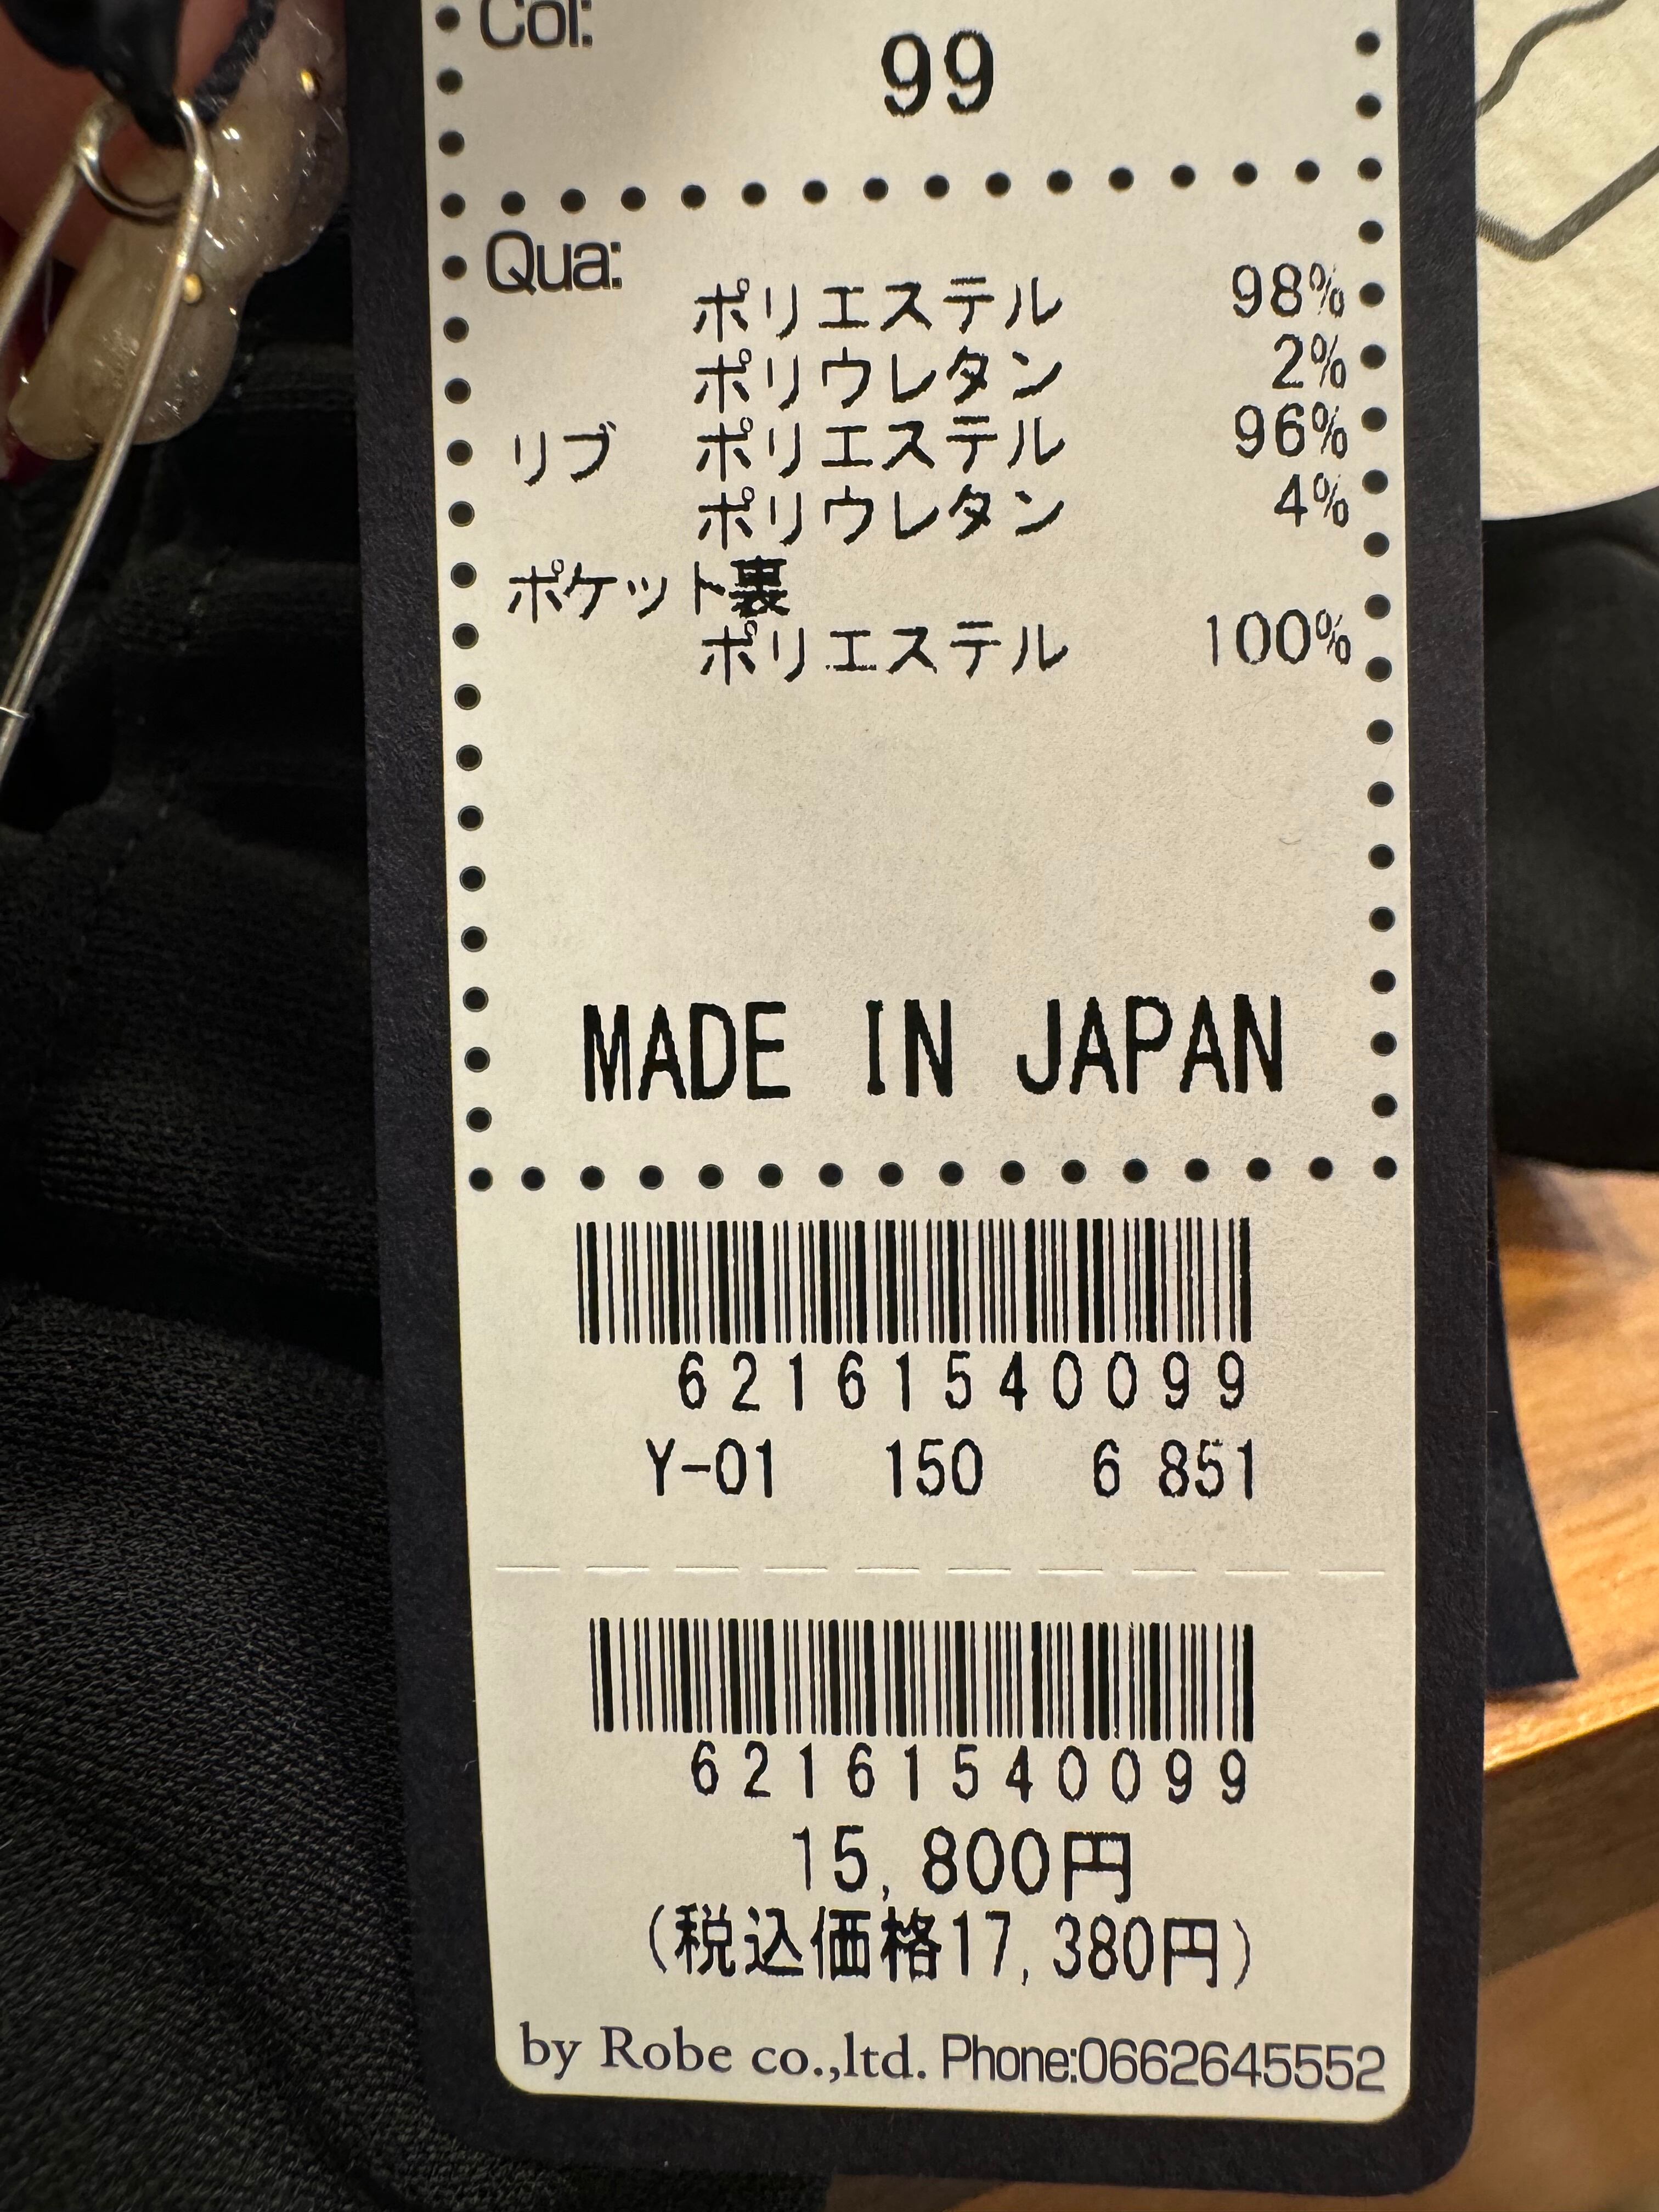 Col:
99
Qua:
ポリエステル 98%
ポリウレタン 2%
リブ ポリエステル 96%
ポリウレタン 4%
ポケット裏
ポリエステル 100%
MADE IN JAPAN
62161540099
Y-01 150 6 851
62161540099
15,800円
(税込価格17,380円)
by Robe co.,ltd. Phone:0662645552